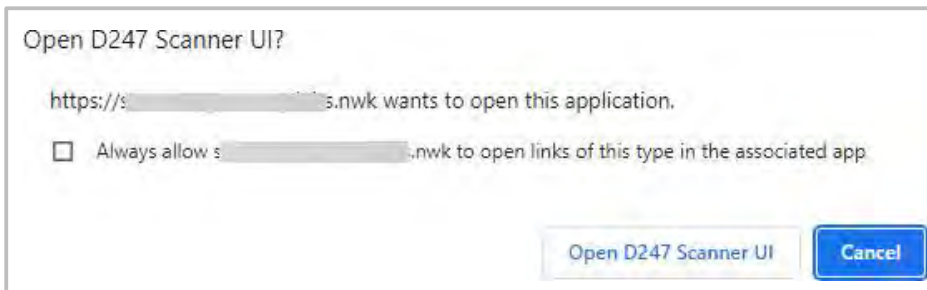 Open D247 Scanner UI?
https://s s.nwk wants to open this application.
Always allow s .nwk to open links of this type in the associated app
Open D247 Scanner UI Cancel